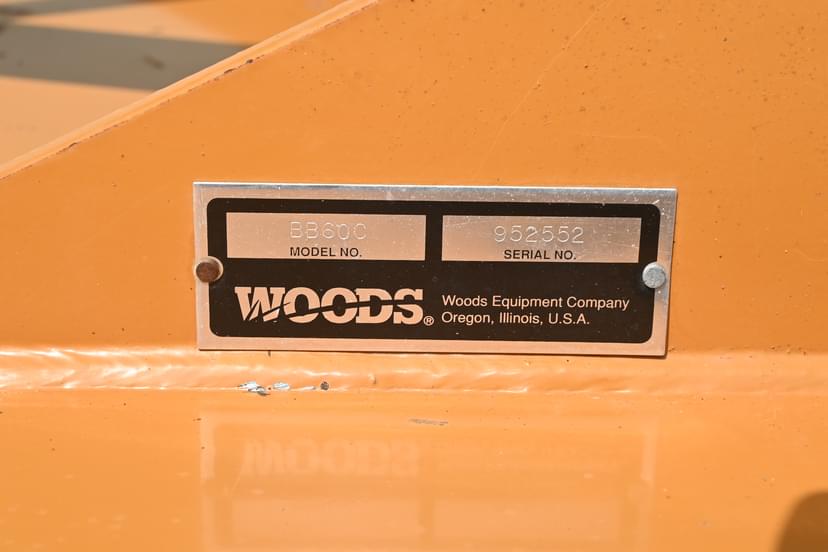 BB60C
MODEL NO.
952552
SERIAL NO.
WOODS®
Woods Equipment Company
Oregon, Illinois, U.S.A.